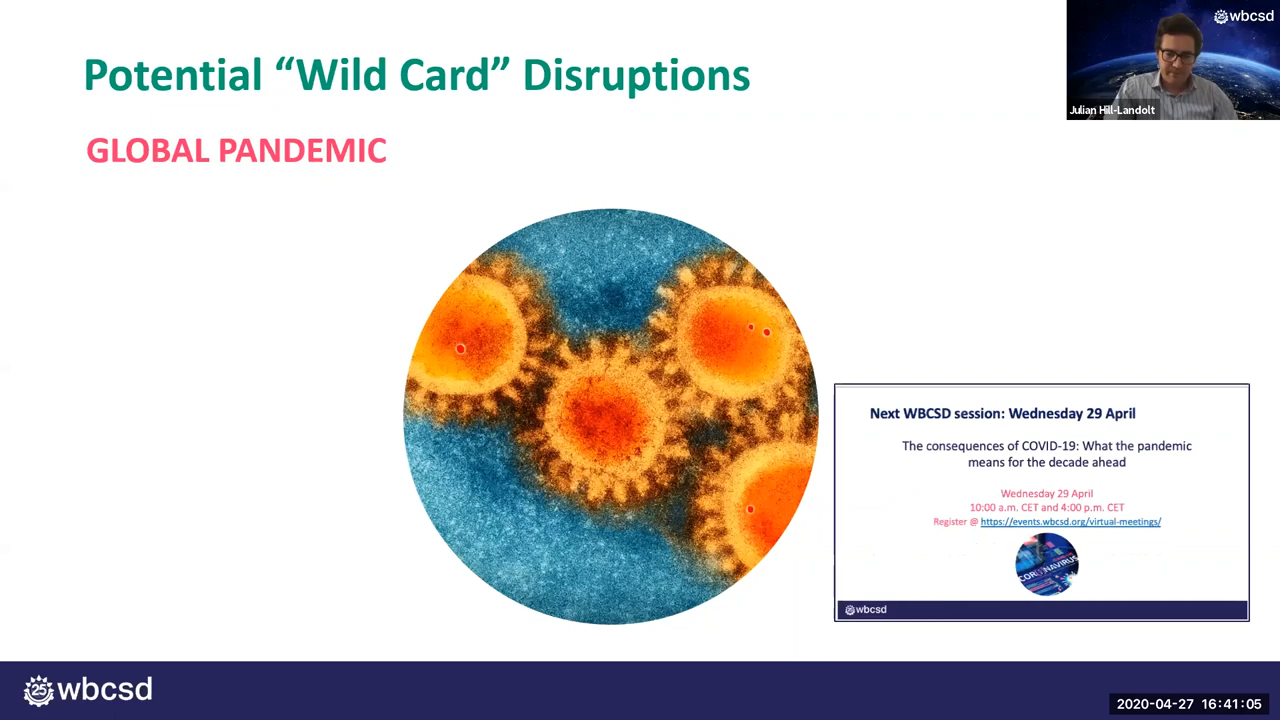 Potential “Wild Card” Disruptions
GLOBAL PANDEMIC
wbcsd
Julian Hill-Landolt
Next WBCSD session: Wednesday 29 April
The consequences of COVID-19: What the pandemic
means for the decade ahead
Wednesday 29 April
10:00 a.m. CET and 4:00 p.m. CET
Register @ https://events.wbcsd.org/virtual-meetings/
CORONAVIRUS
wbcsd
25 wbcsd
2020-04-27 16:41:05